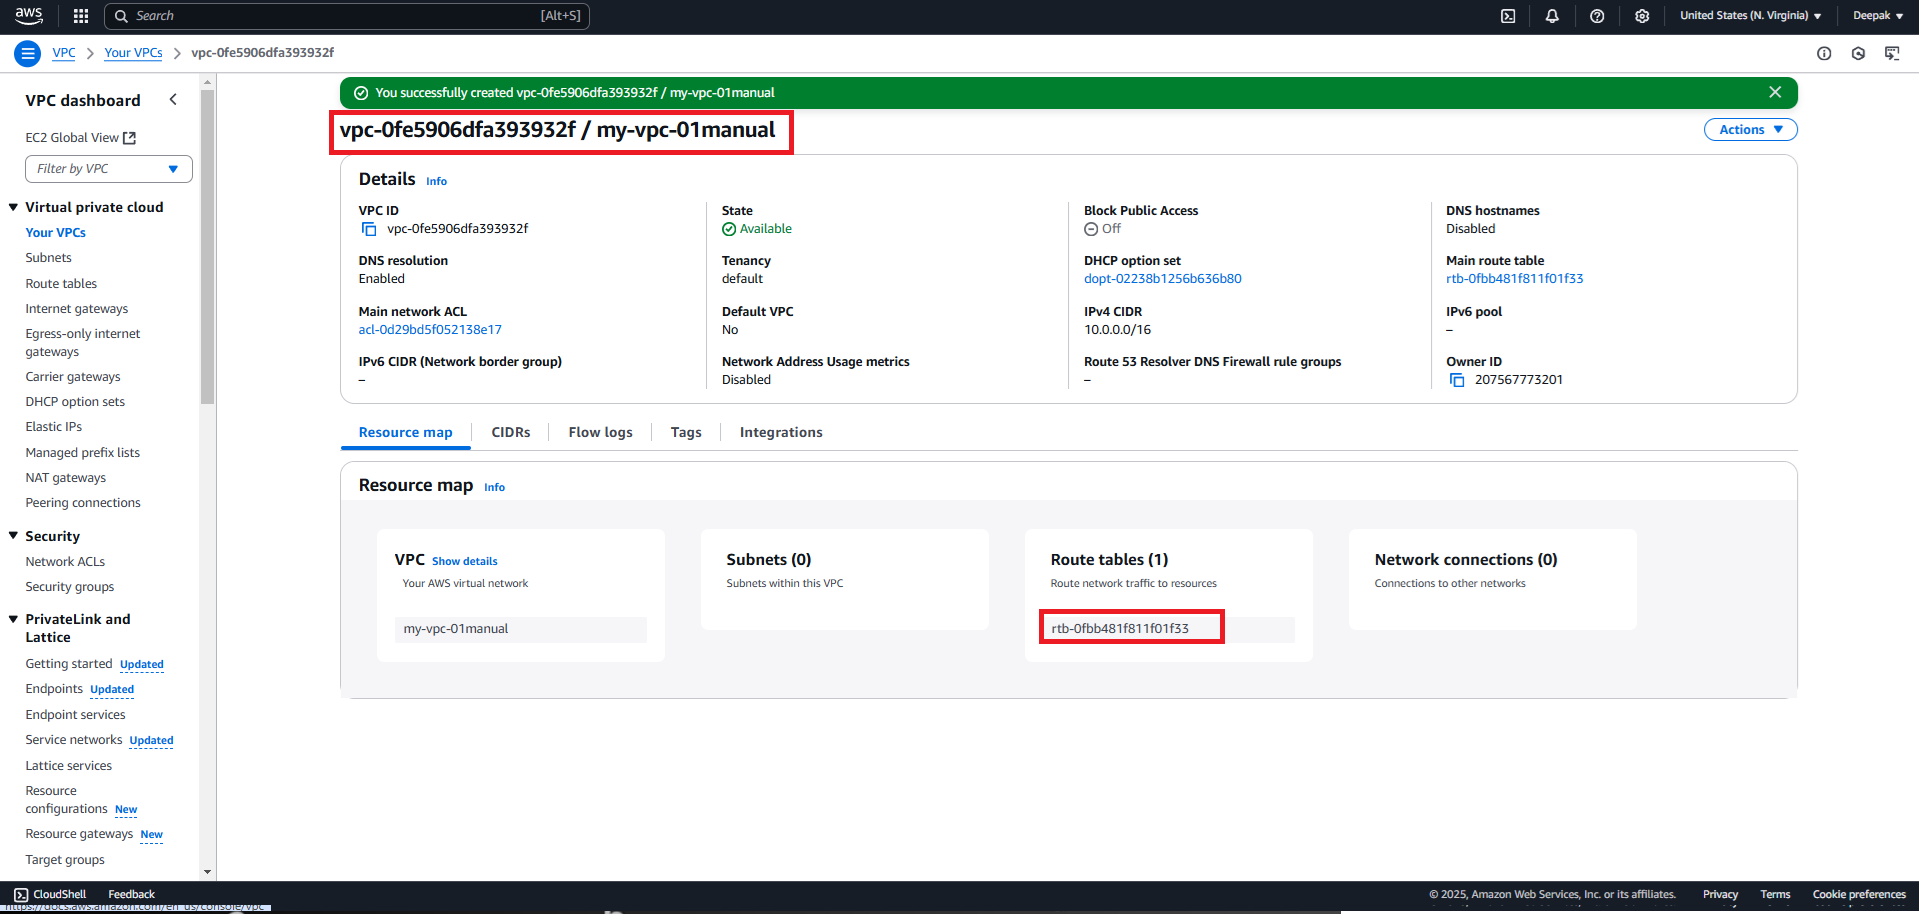 aws
Search
[Alt+S]
United States (N. Virginia)
Deepak
VPC
Your VPCs
vpc-0fe5906dfa393932f
VPC dashboard
EC2 Global View
Filter by VPC
Virtual private cloud
Your VPCs
Subnets
Route tables
Internet gateways
Egress-only internet
gateways
Carrier gateways
DHCP option sets
Elastic IPs
Managed prefix lists
NAT gateways
Peering connections
Security
Network ACLs
Security groups
PrivateLink and
Lattice
Getting started Updated
Endpoints Updated
Endpoint services
Service networks Updated
Lattice services
Resource
configurations New
Resource gateways New
Target groups
You successfully created vpc-0fe5906dfa393932f / my-vpc-01manual
vpc-0fe5906dfa393932f / my-vpc-01manual
Actions
Details Info
VPC ID
vpc-0fe5906dfa393932f
State
Available
Block Public Access
Off
DNS hostnames
Disabled
DNS resolution
Enabled
Tenancy
default
DHCP option set
dopt-02238b1256b636b80
Main route table
rtb-0fbb481f811f01f33
Main network ACL
acl-0d29bd5f052138e17
Default VPC
No
IPv4 CIDR
10.0.0.0/16
IPv6 pool
–
IPv6 CIDR (Network border group)
–
Network Address Usage metrics
Disabled
Route 53 Resolver DNS Firewall rule groups
–
Owner ID
207567773201
Resource map
CIDRs
Flow logs
Tags
Integrations
Resource map Info
VPC Show details
Your AWS virtual network
my-vpc-01manual
Subnets (0)
Subnets within this VPC
Route tables (1)
Route network traffic to resources
rtb-0fbb481f811f01f33
Network connections (0)
Connections to other networks
CloudShell
Feedback
© 2025, Amazon Web Services, Inc. or its affiliates.
Privacy
Terms
Cookie preferences
https://docs.aws.amazon.com/en_us/console/vpc